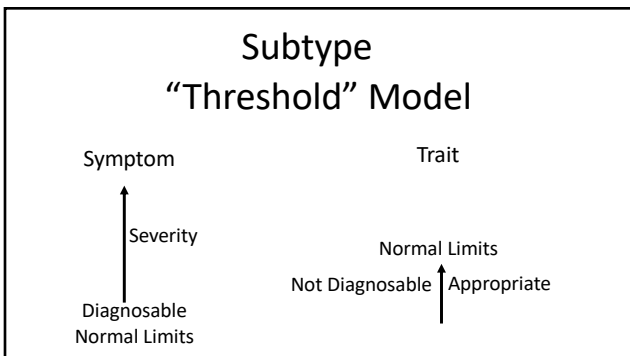 Subtype
“Threshold” Model
Symptom
Trait
Severity
Normal Limits
Not Diagnosable
Appropriate
Diagnosable
Normal Limits